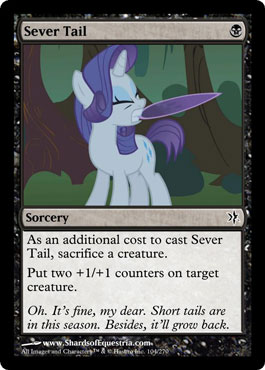 Sever Tail
Sorcery
As an additional cost to cast Sever
Tail, sacrifice a creature.
Put two +1/+1 counters on target
creature.
Oh. It's fine, my dear. Short tails are
in this season. Besides, it'll grow back.
www.ShardsofEquestria.com
All Images and Characters™ & © Hasbro Inc. 104/270